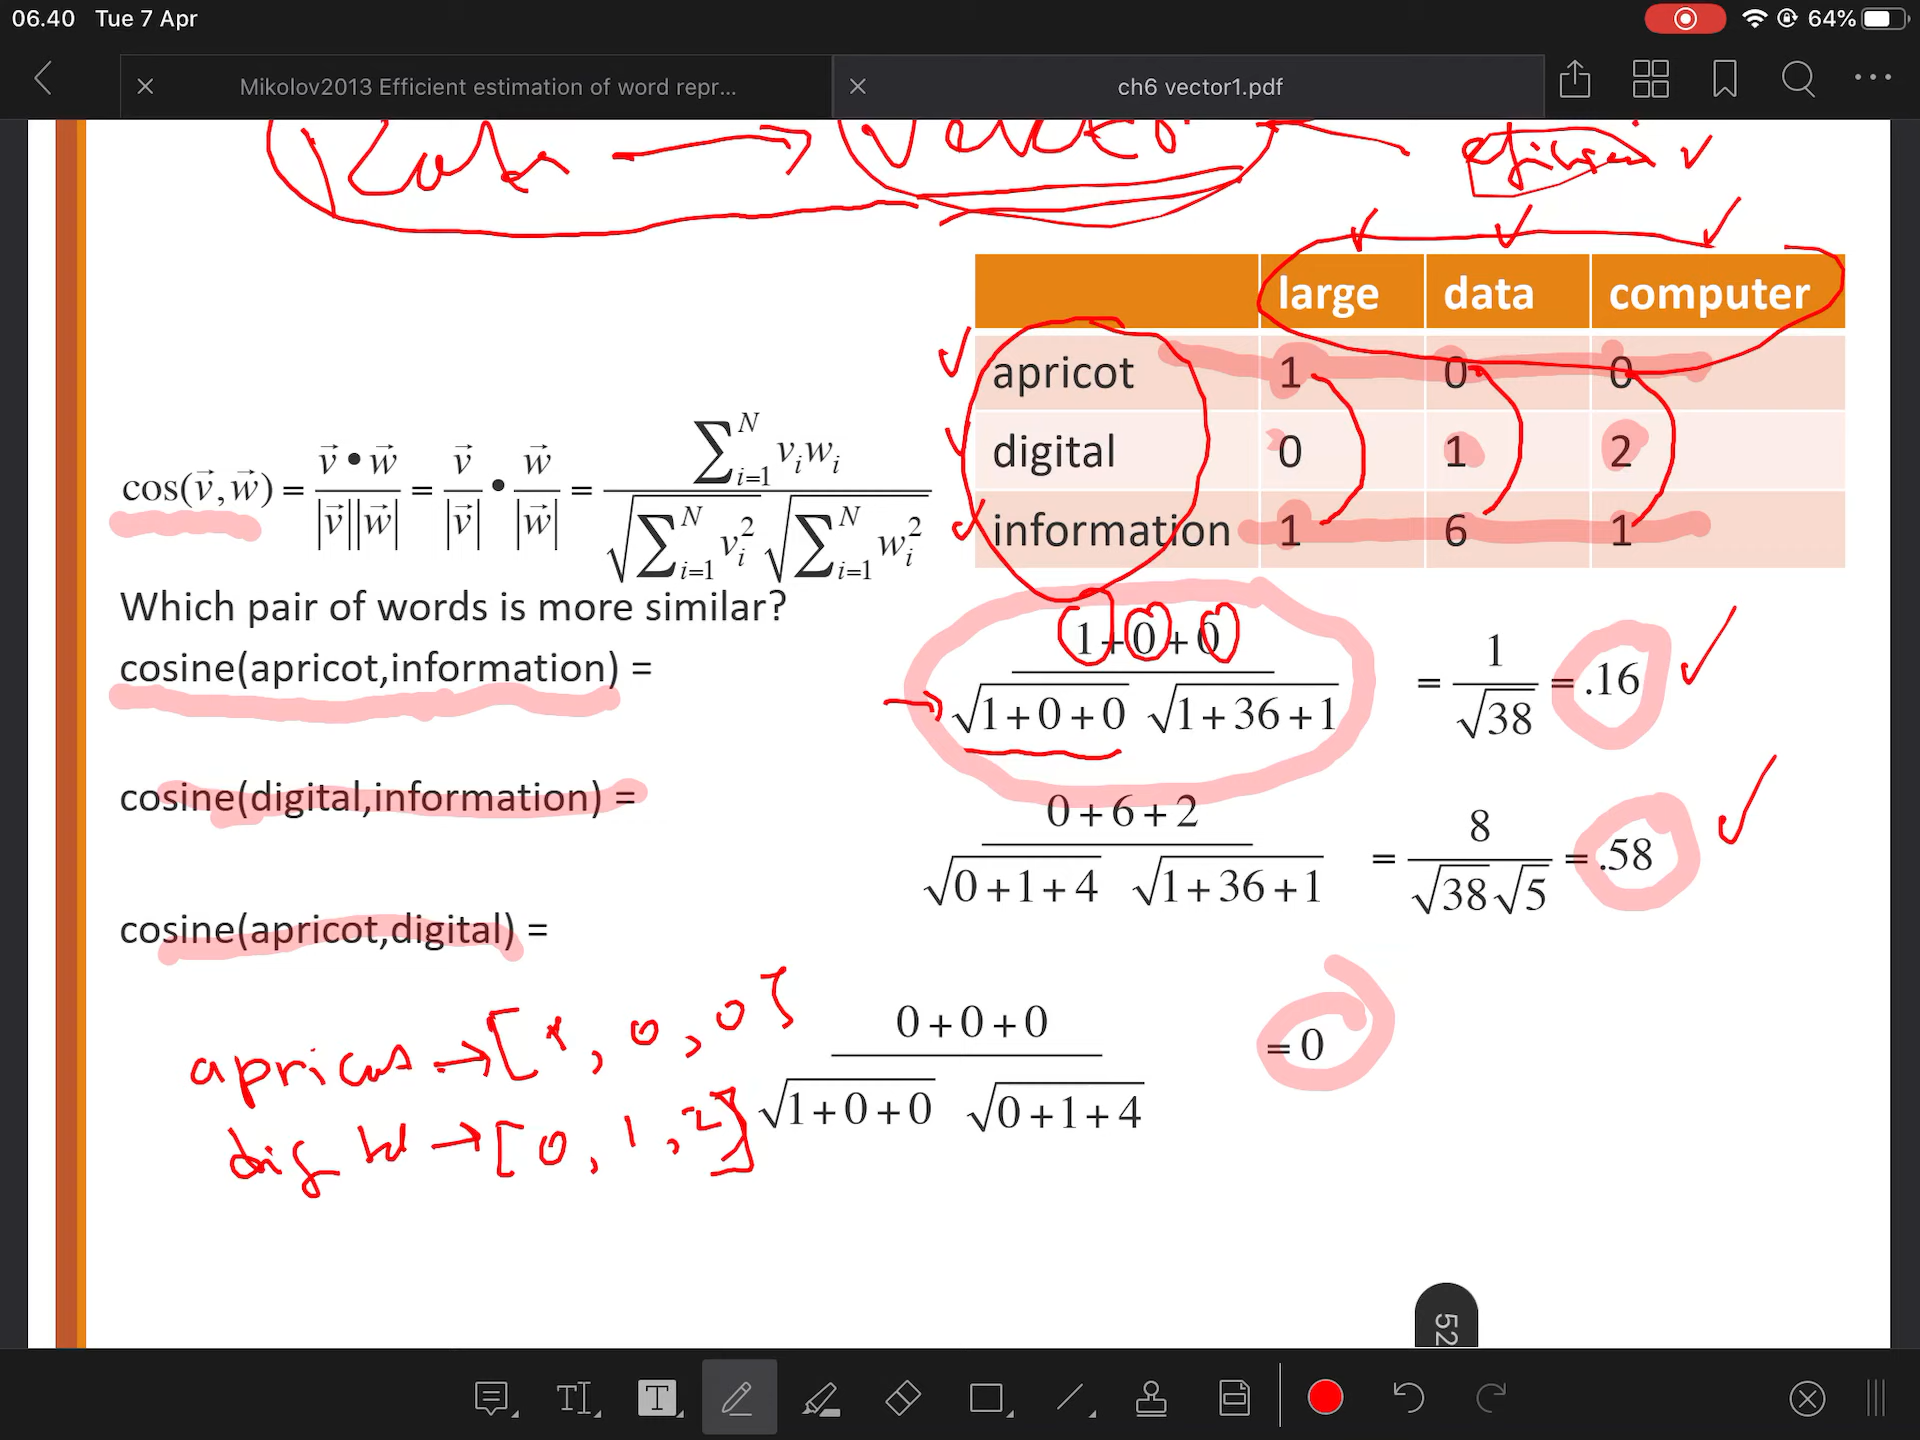 06.40 Tue 7 Apr
64%
Mikolov2013 Efficient estimation of word repr...
ch6 vector1.pdf
large data computer
apricot 1 0 0
digital 0 1 2
information 1 6 1
cos(v⃗,w⃗) = v⃗ • w⃗ / |v⃗||w⃗| = v⃗/|v⃗| • w⃗/|w⃗| = ∑_{i=1}^{N} v_i w_i / √(∑_{i=1}^{N} v_i^2) √(∑_{i=1}^{N} w_i^2)
Which pair of words is more similar?
cosine(apricot,information) =
1+0+0 / √(1+0+0) √(1+36+1) = 1/√38 = .16
cosine(digital,information) =
0+6+2 / √(0+1+4) √(1+36+1) = 8/√38√5 = .58
cosine(apricot,digital) =
0+0+0 / √(1+0+0) √(0+1+4) = 0
→ [1, 0, 0]
→ [0, 1, 2]
52